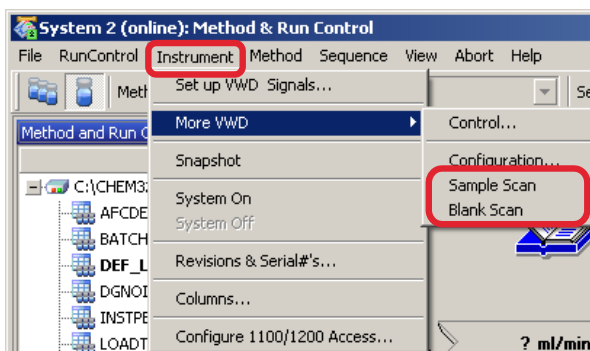 System 2 (online): Method & Run Control
File RunControl Instrument Method Sequence View Abort Help
Set up VWD Signals...
More VWD
Control...
Method and Run
Snapshot
Configuration...
C:\CHEM32
Sample Scan
System On
AFCDE
Blank Scan
System Off
BATCH
Revisions & Serial#'s...
DEF_L
DGNOI
Columns...
INSTPE
Configure 1100/1200 Access...
LOADT
? ml/min